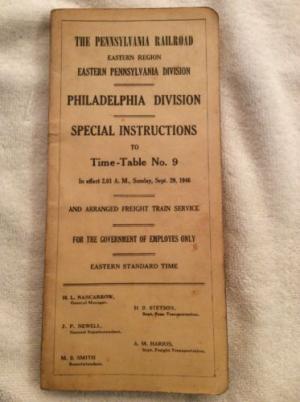 THE PENNSYLVANIA RAILROAD
EASTERN REGION
EASTERN PENNSYLVANIA DIVISION
PHILADELPHIA DIVISION
SPECIAL INSTRUCTIONS
TO
Time-Table No. 9
In effect 2.01 A. M., Sunday, Sept. 29, 1946
AND ARRANGED FREIGHT TRAIN SERVICE
FOR THE GOVERNMENT OF EMPLOYES ONLY
EASTERN STANDARD TIME
H. L. NANCARROW,
General Manager.
H. D. STETSON,
Supt. Pass. Transportation.
J. P. NEWELL,
General Superintendent.
A. M. HARRIS,
Supt. Freight Transportation.
M. S. SMITH
Superintendent.